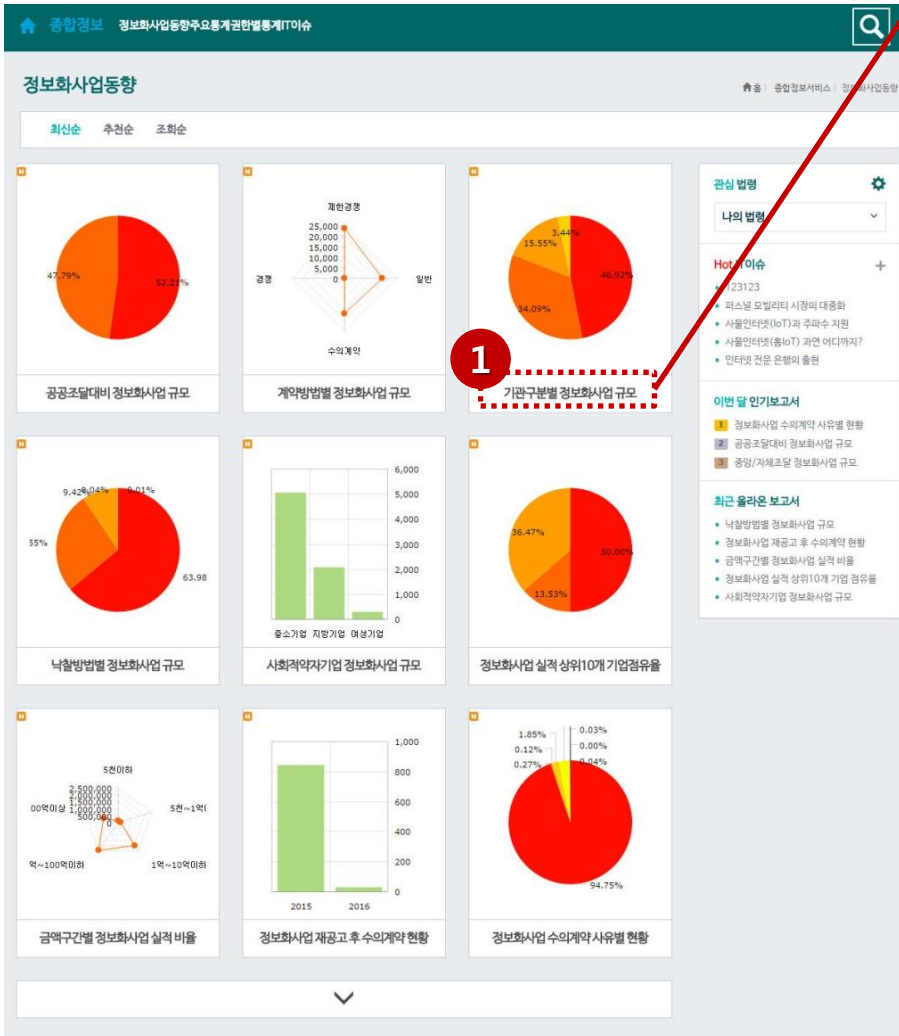 종합정보 정보화사업동향주요통계권한별통계IT이슈
정보화사업동향
홈 종합정보서비스 정보화사업동향
최신순 추천순 조회순
N
47.79%
52.21%
공공조달대비 정보화사업 규모
N
제한경쟁
25,000
20,000
15,000
10,000
5,000
0
경쟁
일반
수의계약
계약방법별 정보화사업 규모
N
3.44%
15.55%
46.92%
34.09%
1
기관구분별 정보화사업 규모
관심 법령
나의 법령
Hot IT이슈 +
123123
퍼스널 모빌리티 시장의 대중화
사물인터넷(IoT)과 주파수 지원
사물인터넷(홈IoT) 과연 어디까지?
인터넷 전문 은행의 출현
이번 달 인기보고서
1 정보화사업 수의계약 사유별 현황
2 공공조달대비 정보화사업 규모
3 중앙/자체조달 정보화사업 규모
최근 올라온 보고서
낙찰방법별 정보화사업 규모
정보화사업 재공고 후 수의계약 현황
금액구간별 정보화사업 실적 비율
정보화사업 실적 상위10개 기업 점유율
사회적약자기업 정보화사업 규모
N
9.42%
0.04%
0.01%
55%
63.98
낙찰방법별 정보화사업 규모
N
6,000
5,000
4,000
3,000
2,000
1,000
0
중소기업 지방기업 여성기업
사회적약자기업 정보화사업 규모
N
36.47%
50.00%
13.53%
정보화사업 실적 상위10개 기업점유율
N
5천이하
2,500,000
2,000,000
1,500,000
1,000,000
500,000
0
00억이상
5천~1억(
억~100억이하
1억~10억이하
금액구간별 정보화사업 실적 비율
N
1,000
800
600
400
200
0
2015 2016
정보화사업 재공고 후 수의계약 현황
N
1.85%
0.03%
0.12%
0.00%
0.27%
0.04%
94.75%
정보화사업 수의계약 사유별 현황